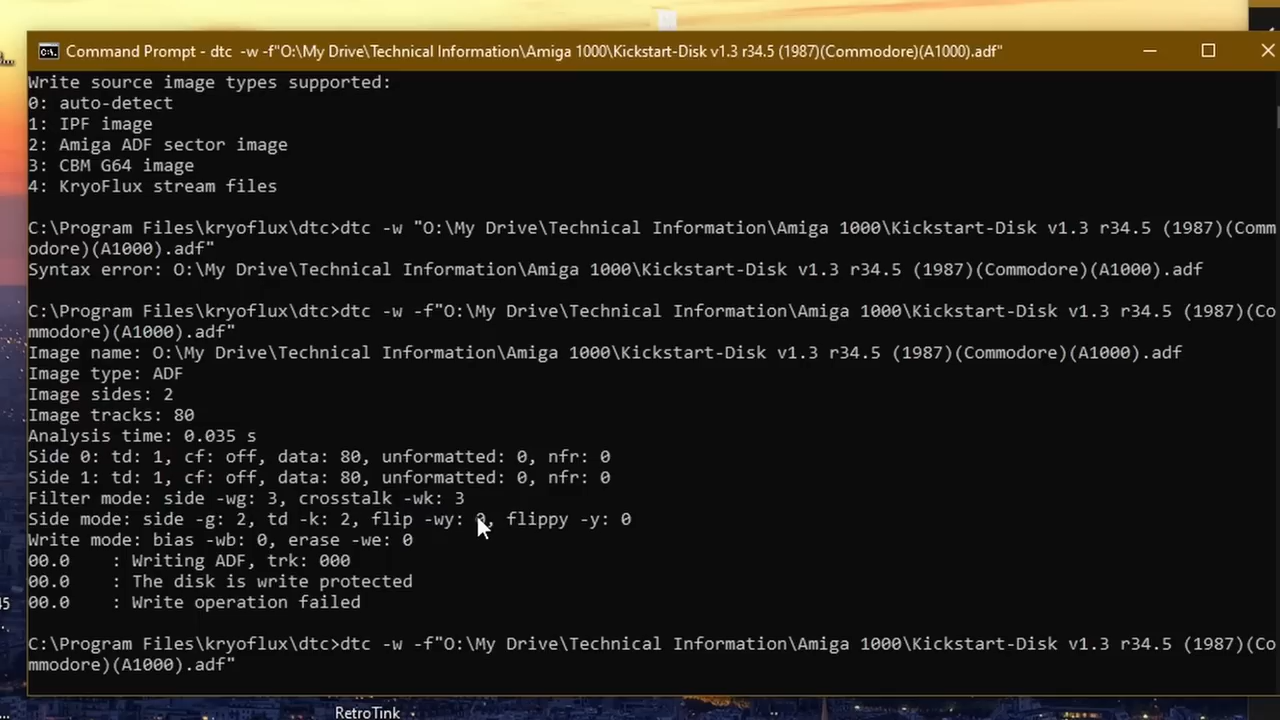 Command Prompt - dtc -w -f"O:\My Drive\Technical Information\Amiga 1000\Kickstart-Disk v1.3 r34.5 (1987)(Commodore)(A1000).adf"
Write source image types supported:
0: auto-detect
1: IPF image
2: Amiga ADF sector image
3: CBM G64 image
4: KryoFlux stream files
C:\Program Files\kryoflux\dtc>dtc -w "O:\My Drive\Technical Information\Amiga 1000\Kickstart-Disk v1.3 r34.5 (1987)(Comm
odore)(A1000).adf"
Syntax error: O:\My Drive\Technical Information\Amiga 1000\Kickstart-Disk v1.3 r34.5 (1987)(Commodore)(A1000).adf
C:\Program Files\kryoflux\dtc>dtc -w -f"O:\My Drive\Technical Information\Amiga 1000\Kickstart-Disk v1.3 r34.5 (1987)(Co
mmodore)(A1000).adf"
Image name: O:\My Drive\Technical Information\Amiga 1000\Kickstart-Disk v1.3 r34.5 (1987)(Commodore)(A1000).adf
Image type: ADF
Image sides: 2
Image tracks: 80
Analysis time: 0.035 s
Side 0: td: 1, cf: off, data: 80, unformatted: 0, nfr: 0
Side 1: td: 1, cf: off, data: 80, unformatted: 0, nfr: 0
Filter mode: side -wg: 3, crosstalk -wk: 3
Side mode: side -g: 2, td -k: 2, flip -wy: 0, flippy -y: 0
Write mode: bias -wb: 0, erase -we: 0
00.0 : Writing ADF, trk: 000
00.0 : The disk is write protected
00.0 : Write operation failed
C:\Program Files\kryoflux\dtc>dtc -w -f"O:\My Drive\Technical Information\Amiga 1000\Kickstart-Disk v1.3 r34.5 (1987)(Co
mmodore)(A1000).adf"
RetroTink